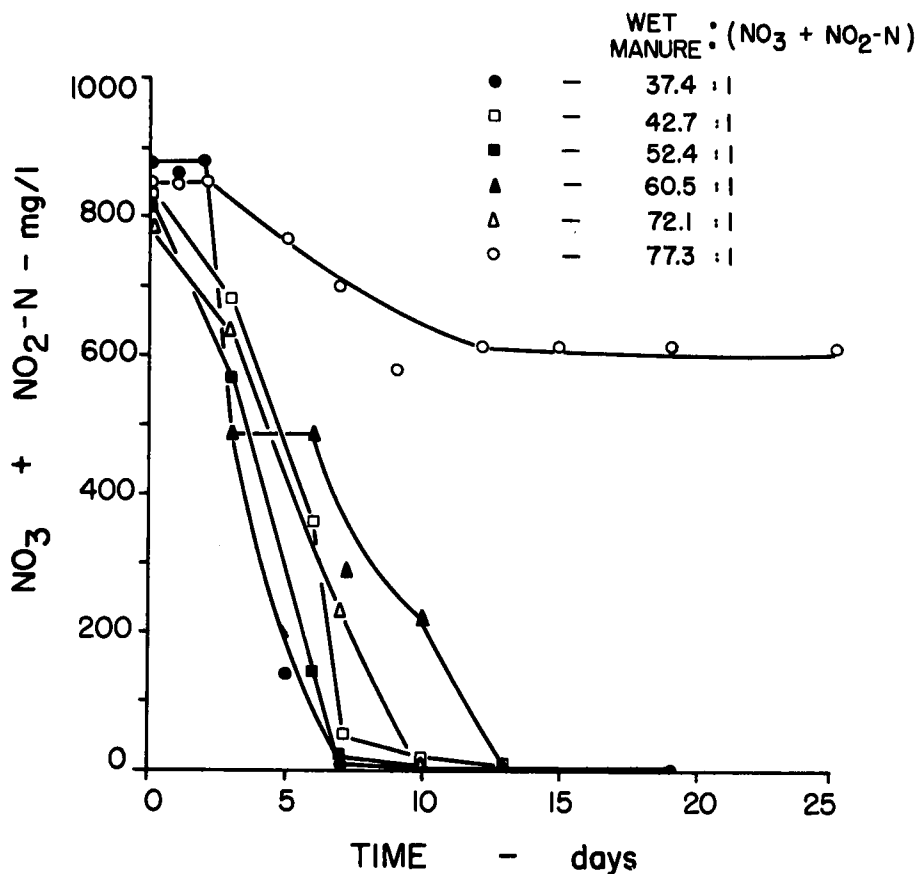 WET MANURE : (NO3 + NO2-N)
● — 37.4 : 1
□ — 42.7 : 1
■ — 52.4 : 1
▲ — 60.5 : 1
△ — 72.1 : 1
○ — 77.3 : 1
NO3 + NO2-N - mg/l
1000
800
600
400
200
0
0 5 10 15 20 25
TIME - days